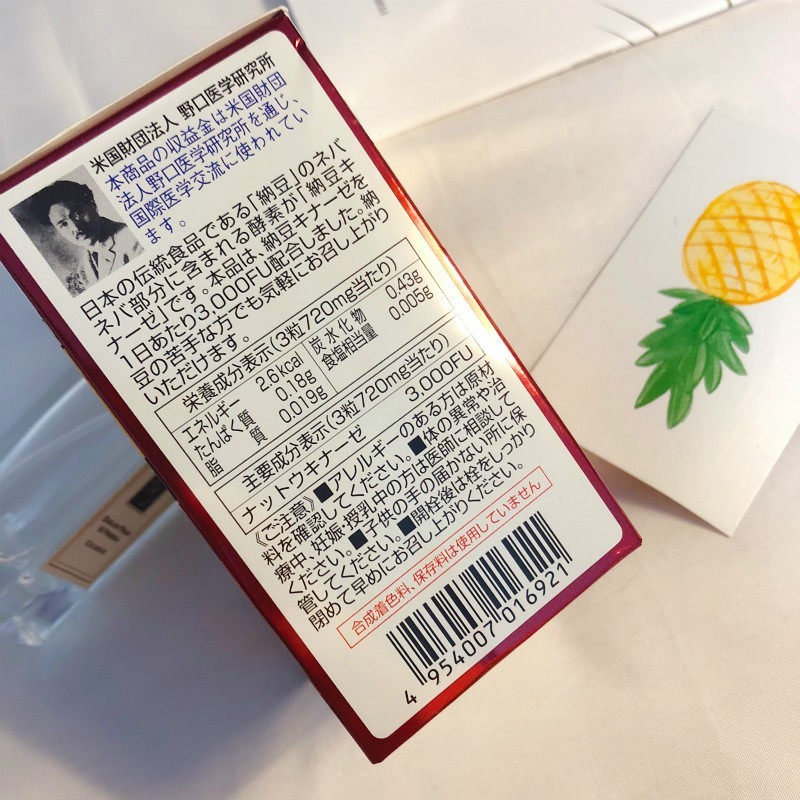 米国財団法人 野口医学研究所
本商品の収益金は米国財団
法人野口医学研究所を通じ、
国際医学交流に使われてい
ます。
日本の伝統食品である「納豆」のネバ
ネバ部分に含まれる酵素が「納豆キ
ナーゼ」です。本品は、納豆キナーゼを
1日あたり3,000FU配合しました。納
豆の苦手な方でも気軽にお召し上がり
いただけます。
栄養成分表示(3粒720mg当たり)
エネルギー 2.6kcal 炭水化物 0.43g
たんぱく質 0.18g 食塩相当量 0.005g
脂質 0.019g
主要成分表示(3粒720mg当たり)
ナットウキナーゼ 3,000FU
《ご注意》■アレルギーのある方は原材
料を確認してください。■体の異常や治
療中、妊娠・授乳中の方は医師に相談して
ください。■子供の手の届かない所に保
管してください。■開栓後は栓をしっかり
閉めて早めにお召し上がりください。
合成着色料、保存料は使用していません
4 954007 016921